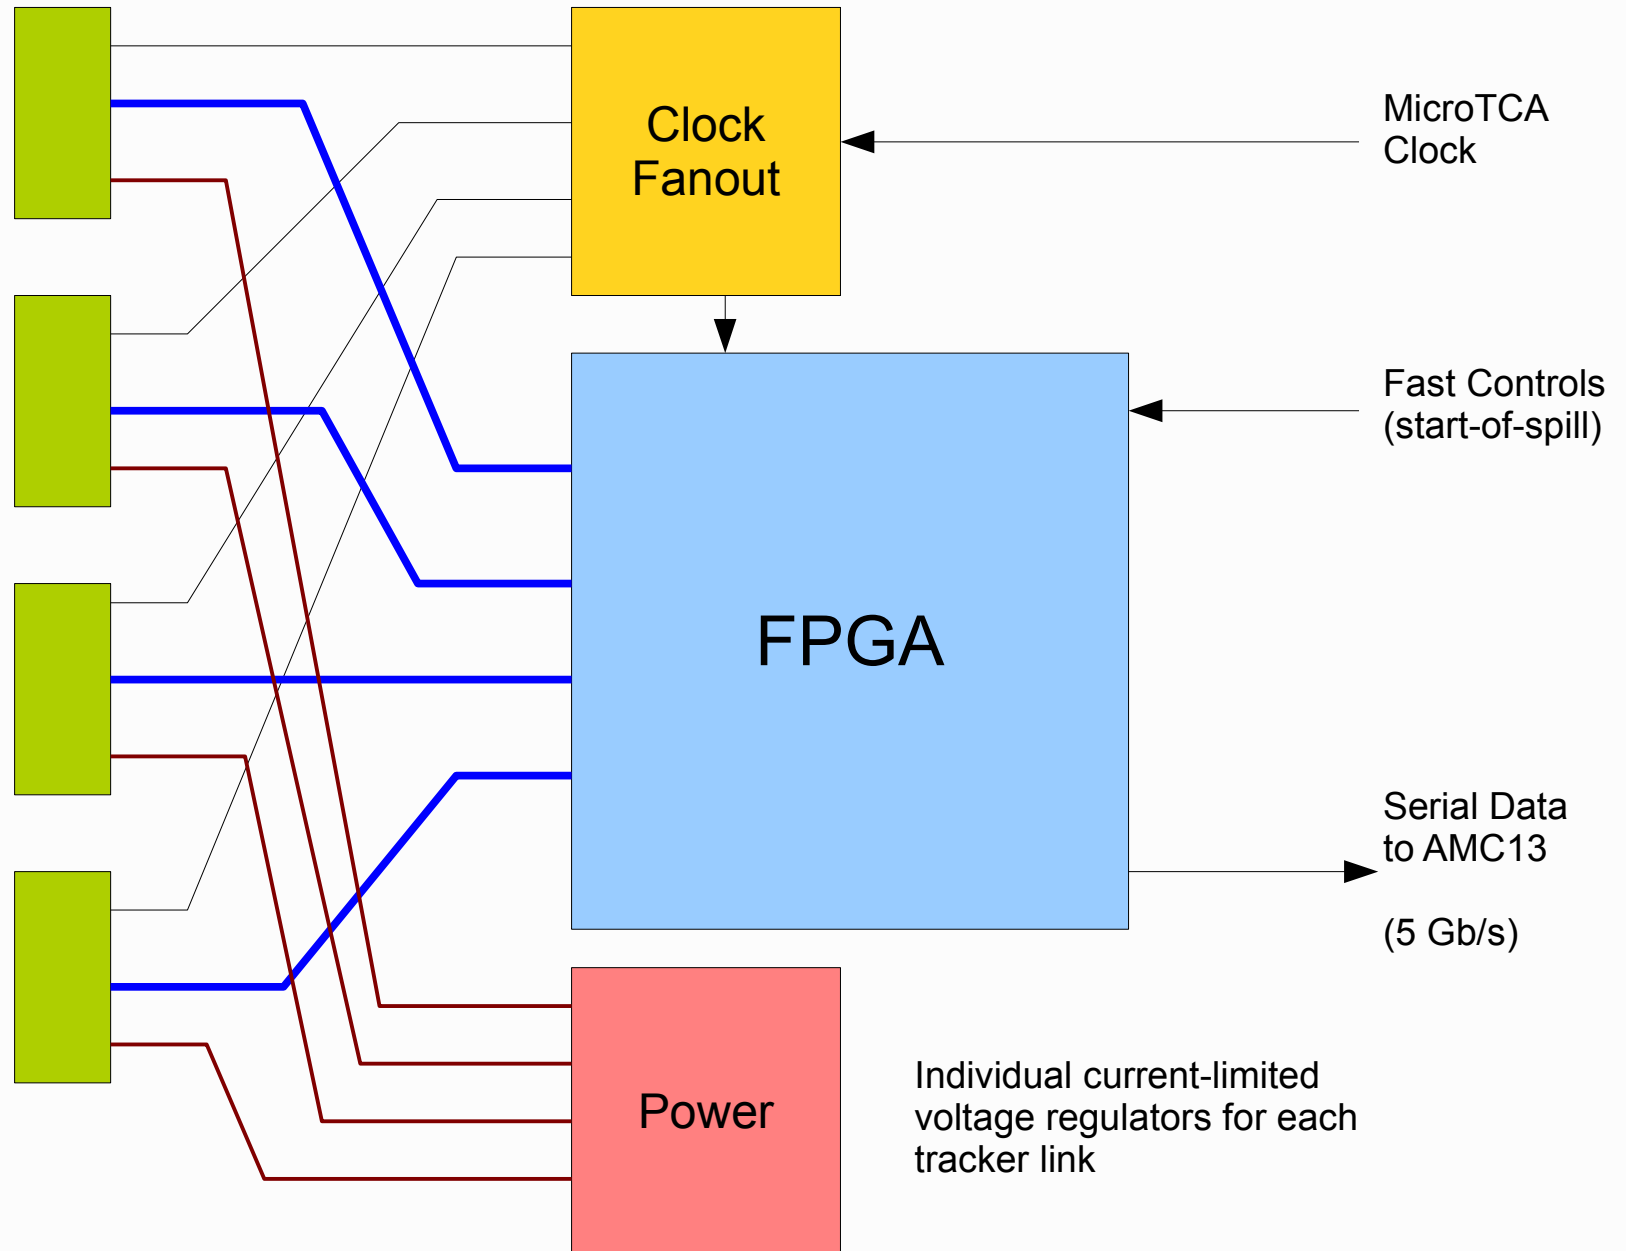 Clock
Fanout
MicroTCA
Clock
Fast Controls
(start-of-spill)
FPGA
Serial Data
to AMC13
(5 Gb/s)
Power
Individual current-limited
voltage regulators for each
tracker link